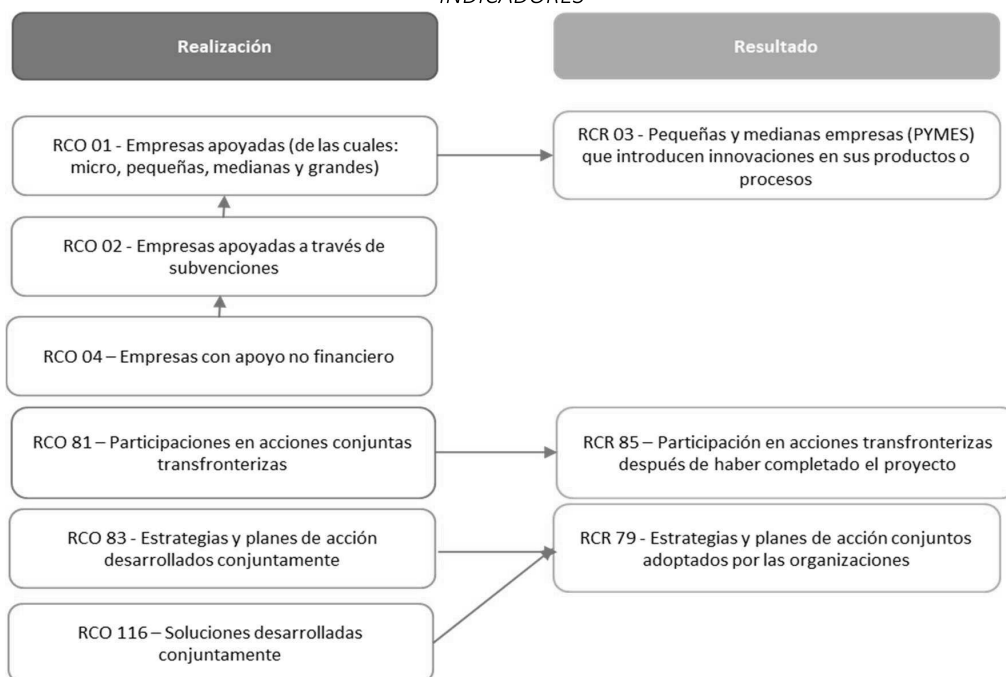 INDICADORES
Realización
Resultado
RCO 01 - Empresas apoyadas (de las cuales:
micro, pequeñas, medianas y grandes)
RCR 03 - Pequeñas y medianas empresas (PYMES)
que introducen innovaciones en sus productos o
procesos
RCO 02 - Empresas apoyadas a través de
subvenciones
RCO 04 – Empresas con apoyo no financiero
RCO 81 – Participaciones en acciones conjuntas
transfronterizas
RCR 85 – Participación en acciones transfronterizas
después de haber completado el proyecto
RCO 83 - Estrategias y planes de acción
desarrollados conjuntamente
RCR 79 - Estrategias y planes de acción conjuntos
adoptados por las organizaciones
RCO 116 – Soluciones desarrolladas
conjuntamente